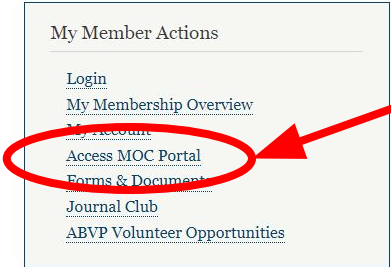 My Member Actions
Login
My Membership Overview
My Account
Access MOC Portal
Forms & Documents
Journal Club
ABVP Volunteer Opportunities